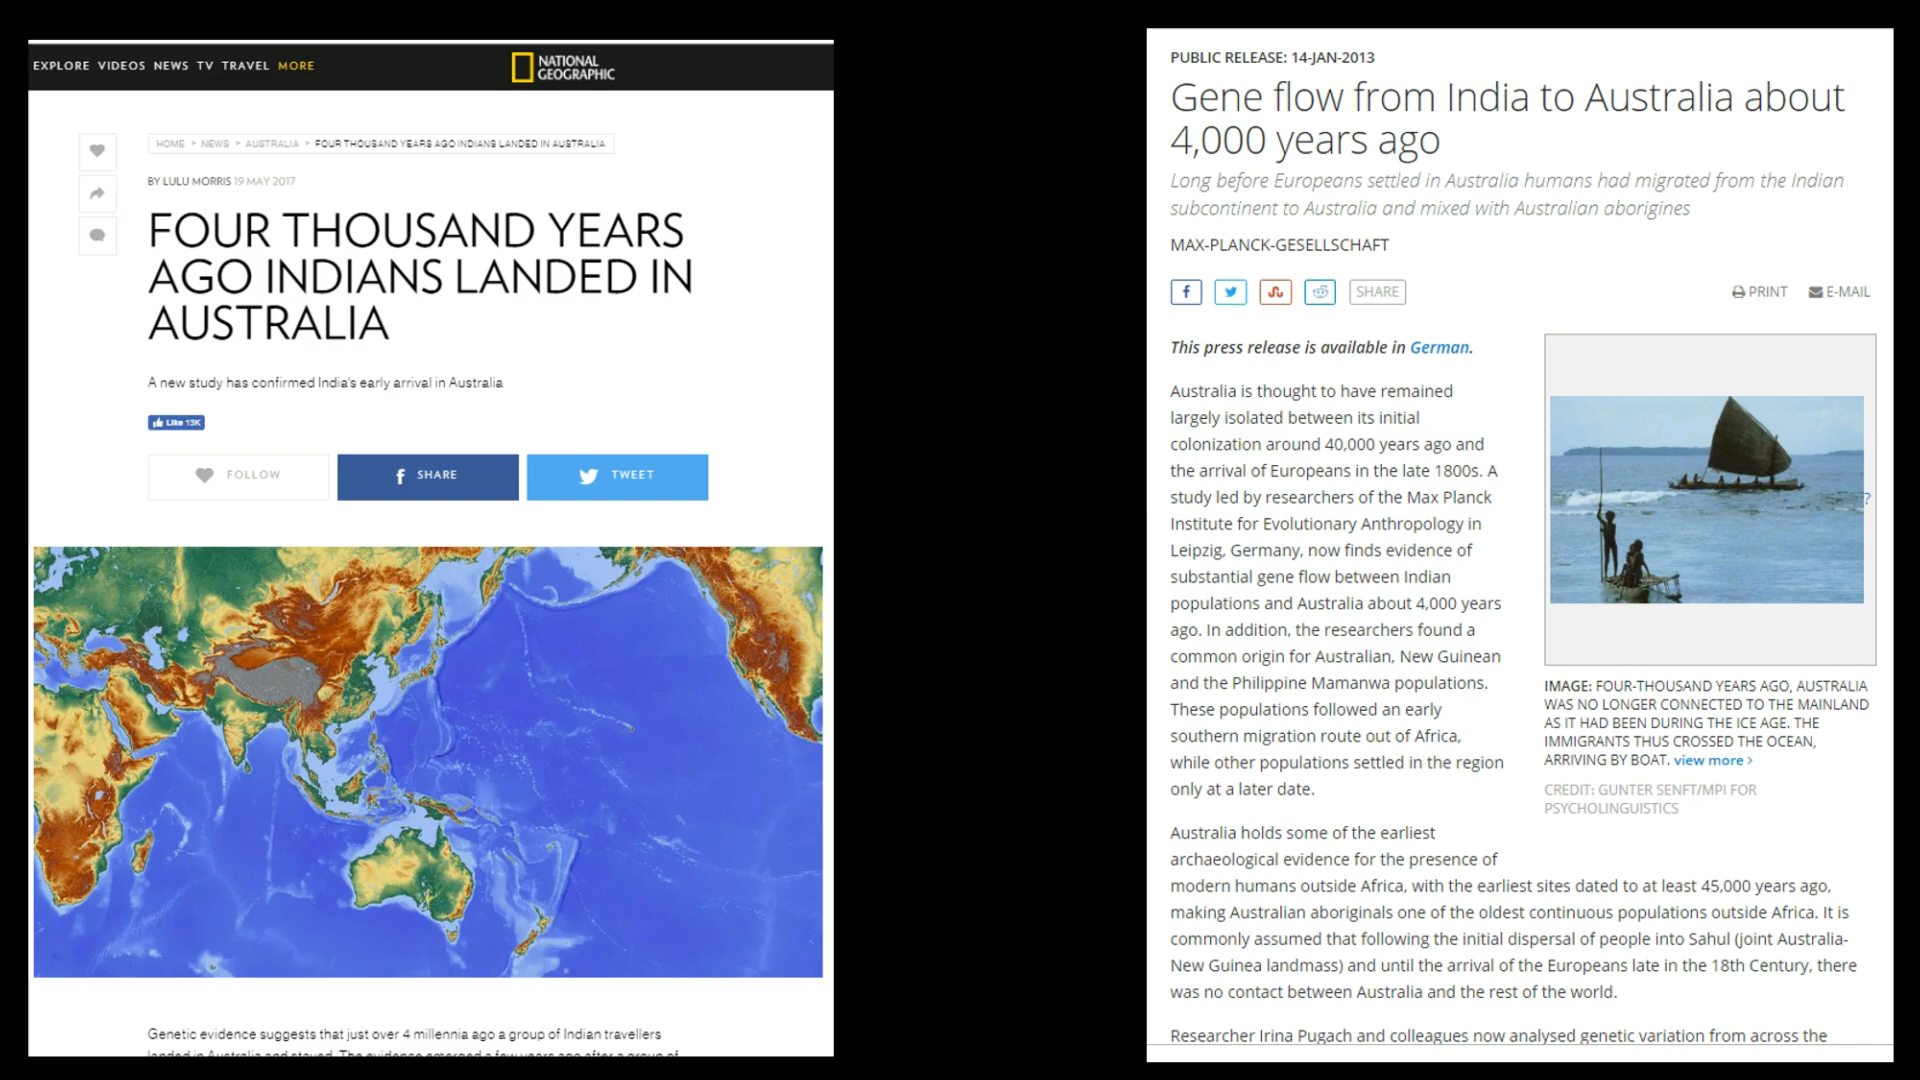 EXPLORE VIDEOS NEWS TV TRAVEL MORE
NATIONAL
GEOGRAPHIC
HOME > NEWS > AUSTRALIA > FOUR THOUSAND YEARS AGO INDIANS LANDED IN AUSTRALIA
BY LULU MORRIS 19 MAY 2017
FOUR THOUSAND YEARS
AGO INDIANS LANDED IN
AUSTRALIA
A new study has confirmed India's early arrival in Australia
Like 13K
FOLLOW
SHARE
TWEET
Genetic evidence suggests that just over 4 millennia ago a group of Indian travellers
landed in Australia and stayed. The evidence emerged a few years ago after a group of
PUBLIC RELEASE: 14-JAN-2013
Gene flow from India to Australia about
4,000 years ago
Long before Europeans settled in Australia humans had migrated from the Indian
subcontinent to Australia and mixed with Australian aborigines
MAX-PLANCK-GESELLSCHAFT
SHARE
PRINT
E-MAIL
This press release is available in German.
Australia is thought to have remained
largely isolated between its initial
colonization around 40,000 years ago and
the arrival of Europeans in the late 1800s. A
study led by researchers of the Max Planck
Institute for Evolutionary Anthropology in
Leipzig, Germany, now finds evidence of
substantial gene flow between Indian
populations and Australia about 4,000 years
ago. In addition, the researchers found a
common origin for Australian, New Guinean
and the Philippine Mamanwa populations.
These populations followed an early
southern migration route out of Africa,
while other populations settled in the region
only at a later date.
?
IMAGE: FOUR-THOUSAND YEARS AGO, AUSTRALIA
WAS NO LONGER CONNECTED TO THE MAINLAND
AS IT HAD BEEN DURING THE ICE AGE. THE
IMMIGRANTS THUS CROSSED THE OCEAN,
ARRIVING BY BOAT. view more >
CREDIT: GUNTER SENFT/MPI FOR
PSYCHOLINGUISTICS
Australia holds some of the earliest
archaeological evidence for the presence of
modern humans outside Africa, with the earliest sites dated to at least 45,000 years ago,
making Australian aboriginals one of the oldest continuous populations outside Africa. It is
commonly assumed that following the initial dispersal of people into Sahul (joint Australia-
New Guinea landmass) and until the arrival of the Europeans late in the 18th Century, there
was no contact between Australia and the rest of the world.
Researcher Irina Pugach and colleagues now analysed genetic variation from across the